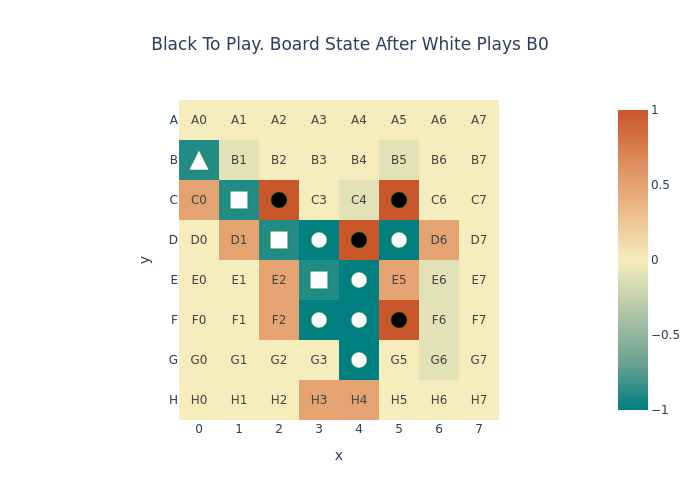 Black To Play. Board State After White Plays B0
A A0 A1 A2 A3 A4 A5 A6 A7
B B1 B2 B3 B4 B5 B6 B7
C C0 C3 C4 C6 C7
D D0 D1 D6 D7
E E0 E1 E2 E5 E6 E7
F F0 F1 F2 F6 F7
G G0 G1 G2 G3 G5 G6 G7
H H0 H1 H2 H3 H4 H5 H6 H7
0 1 2 3 4 5 6 7
x
y
1
0.5
0
−0.5
−1